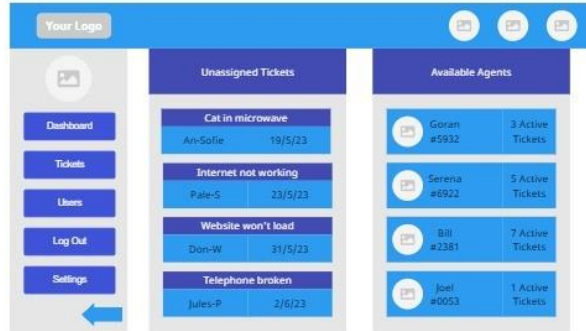 Your Logo
Dashboard
Tickets
Users
Log Out
Settings
Unassigned Tickets
Cat in microwave
An-Sofie 19/5/23
Internet not working
Pale-S 23/5/23
Website won't load
Don-W 31/5/23
Telephone broken
Jules-P 2/6/23
Available Agents
Goran 3 Active
#5932 Tickets
Serena 5 Active
#6922 Tickets
Bill 7 Active
#2381 Tickets
Joel 1 Active
#0053 Tickets